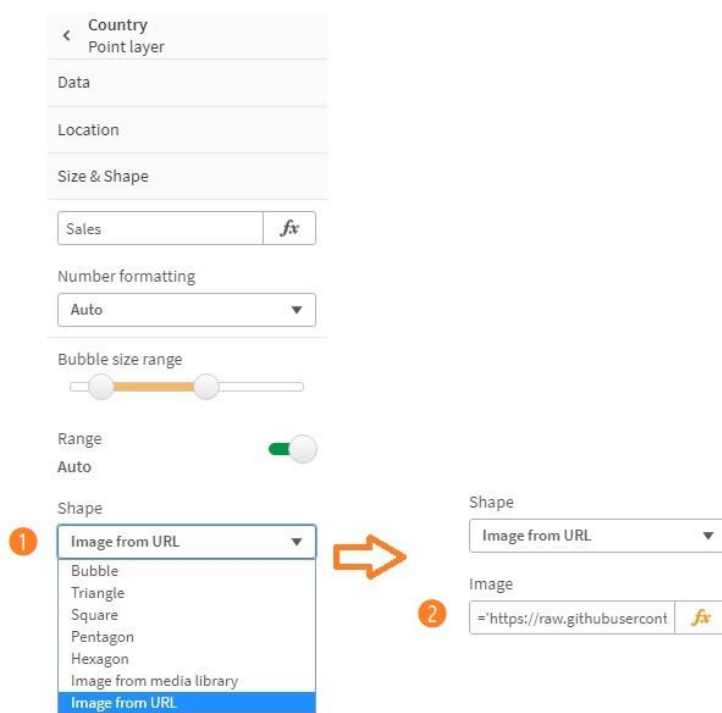 Country
Point layer
Data
Location
Size & Shape
Sales fx
Number formatting
Auto
Bubble size range
Range
Auto
Shape
1 Image from URL
Bubble
Triangle
Square
Pentagon
Hexagon
Image from media library
Image from URL
Shape
Image from URL
Image
2 ='https://raw.githubusercont fx